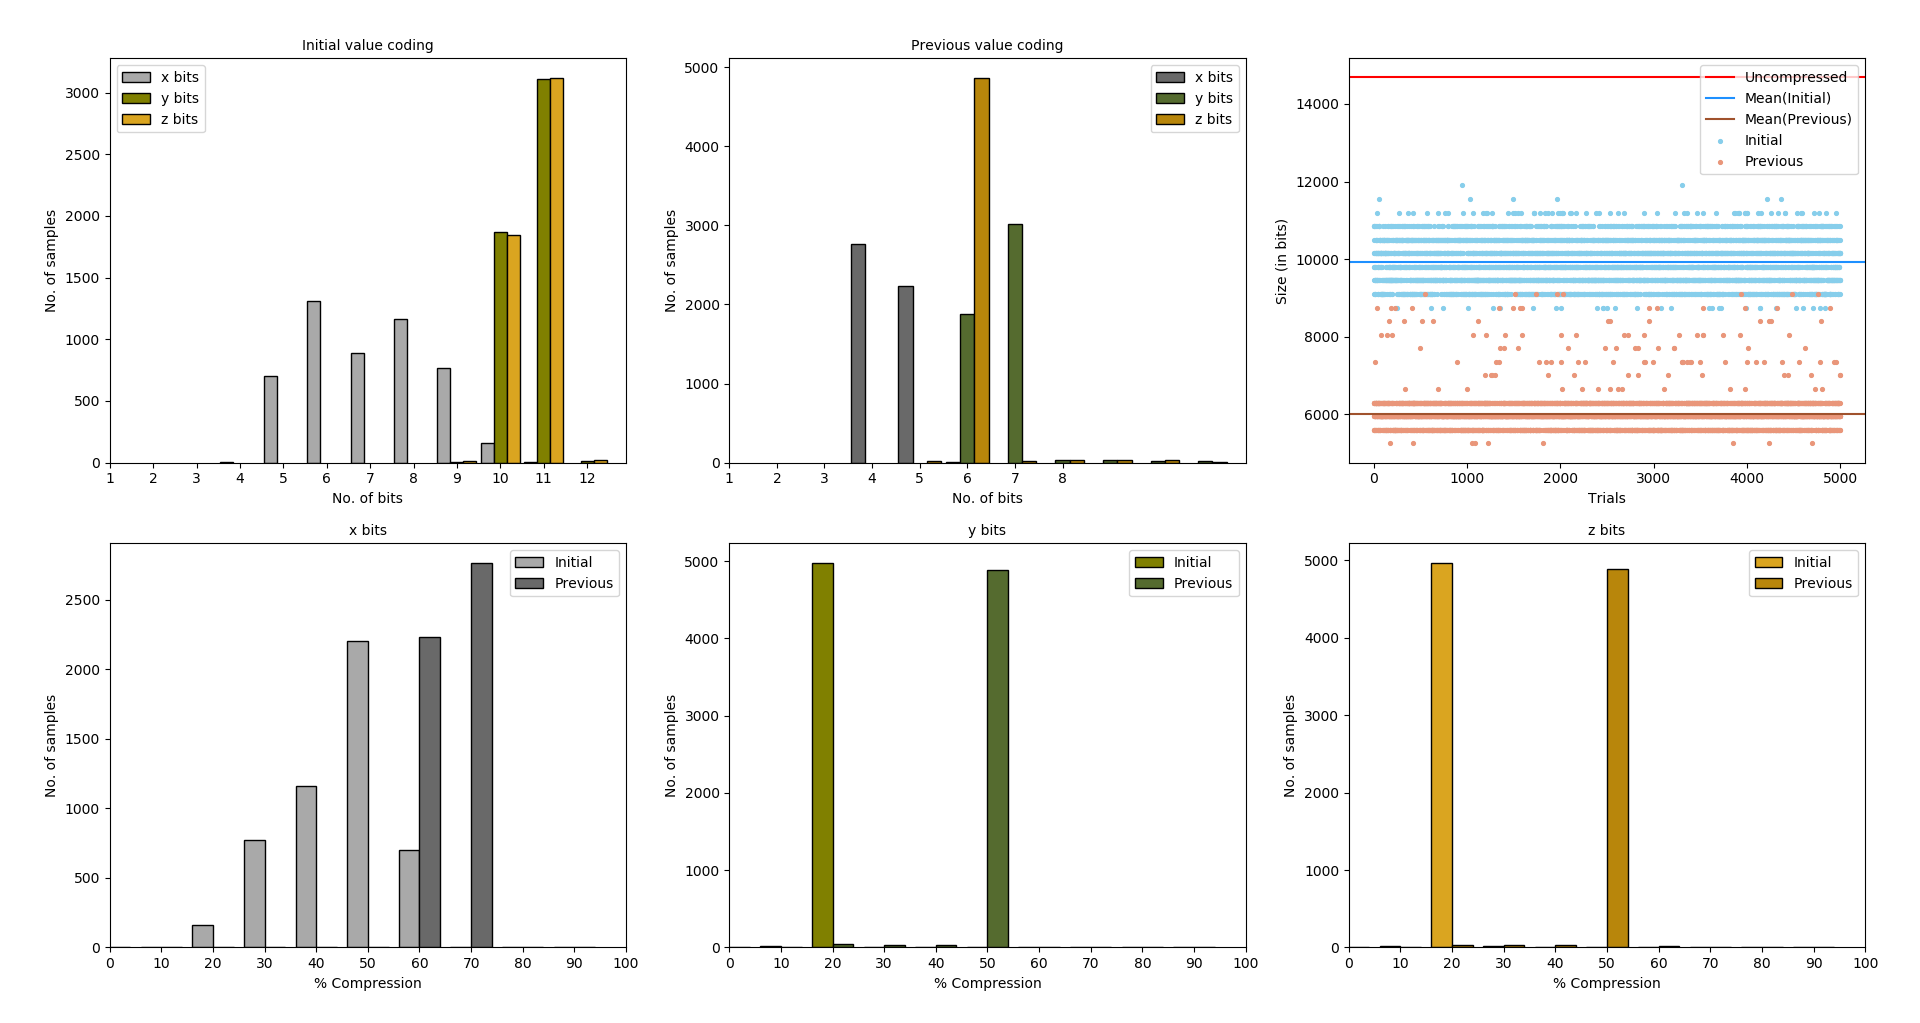 Initial value coding
x bits
y bits
z bits
No. of samples
3000
2500
2000
1500
1000
500
0
1 2 3 4 5 6 7 8 9 10 11 12
No. of bits
Previous value coding
x bits
y bits
z bits
No. of samples
5000
4000
3000
2000
1000
0
1 2 3 4 5 6 7 8
No. of bits
Uncompressed
Mean(Initial)
Mean(Previous)
Initial
Previous
Size (in bits)
14000
12000
10000
8000
6000
0 1000 2000 3000 4000 5000
Trials
x bits
Initial
Previous
No. of samples
2500
2000
1500
1000
500
0
0 10 20 30 40 50 60 70 80 90 100
% Compression
y bits
Initial
Previous
No. of samples
5000
4000
3000
2000
1000
0
0 10 20 30 40 50 60 70 80 90 100
% Compression
z bits
Initial
Previous
No. of samples
5000
4000
3000
2000
1000
0
0 10 20 30 40 50 60 70 80 90 100
% Compression